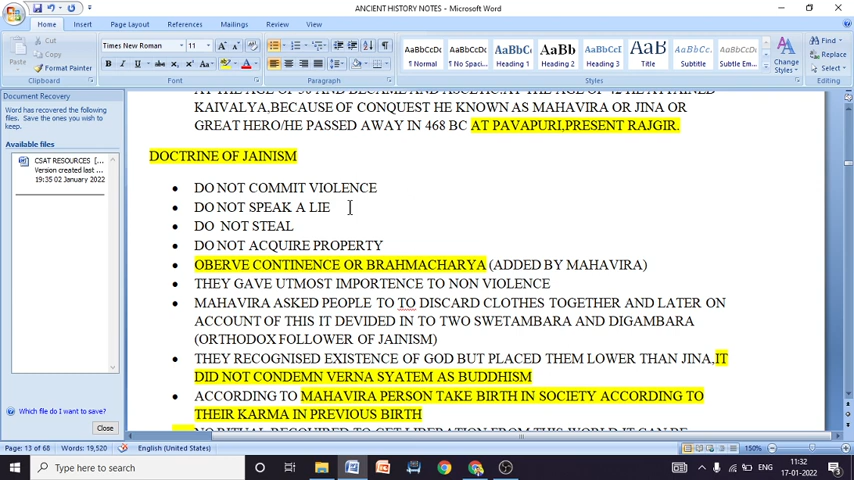 ANCIENT HISTORY NOTES - Microsoft Word
Home Insert Page Layout References Mailings Review View
Paste
Cut
Copy
Format Painter
Clipboard
Times New Roman 11
Font
Paragraph
AaBbCcDc AaBbCcDc AaBbC AaBbCc AaBbCc AaBb AaBbCc. AaBbCcDc
¶ Normal ¶ No Spaci... Heading 1 Heading 2 Heading 3 Title Subtitle Subtle Em...
Change Styles
Styles
Find
Replace
Select
Editing
Document Recovery
Word has recovered the following files. Save the ones you wish to keep.
Available files
CSAT RESOURCES [...
Version created last ...
19:35 02 January 2022
Which file do I want to save?
Close
KAIVALYA,BECAUSE OF CONQUEST HE KNOWN AS MAHAVIRA OR JINA OR
GREAT HERO/HE PASSED AWAY IN 468 BC AT PAVAPURI,PRESENT RAJGIR.
DOCTRINE OF JAINISM
• DO NOT COMMIT VIOLENCE
• DO NOT SPEAK A LIE
• DO NOT STEAL
• DO NOT ACQUIRE PROPERTY
• OBERVE CONTINENCE OR BRAHMACHARYA (ADDED BY MAHAVIRA)
• THEY GAVE UTMOST IMPORTENCE TO NON VIOLENCE
• MAHAVIRA ASKED PEOPLE TO TO DISCARD CLOTHES TOGETHER AND LATER ON
ACCOUNT OF THIS IT DEVIDED IN TO TWO SWETAMBARA AND DIGAMBARA
(ORTHODOX FOLLOWER OF JAINISM)
• THEY RECOGNISED EXISTENCE OF GOD BUT PLACED THEM LOWER THAN JINA,IT
DID NOT CONDEMN VERNA SYATEM AS BUDDHISM
• ACCORDING TO MAHAVIRA PERSON TAKE BIRTH IN SOCIETY ACCORDING TO
THEIR KARMA IN PREVIOUS BIRTH
Page: 13 of 68 Words: 19,520 English (United States) 150%
Type here to search
ENG
11:32
17-01-2022
3